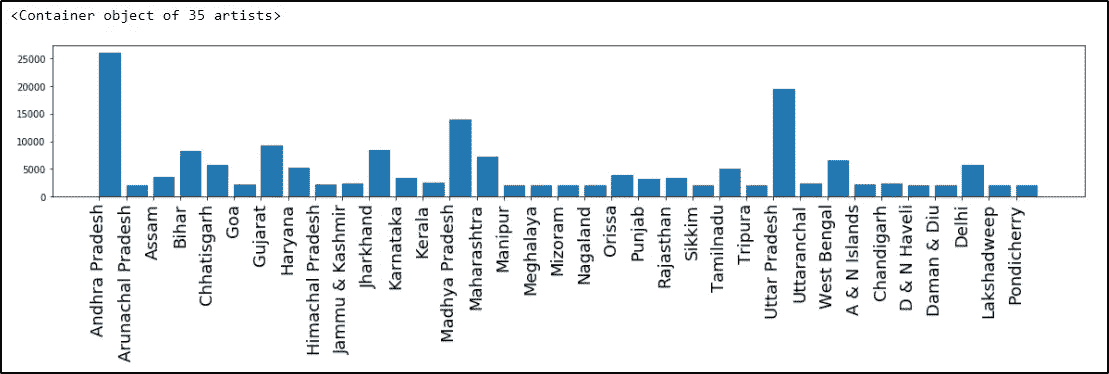 <Container object of 35 artists>
25000
20000
15000
10000
5000
0
Andhra Pradesh
Arunachal Pradesh
Assam
Bihar
Chhatisgarh
Goa
Gujarat
Haryana
Himachal Pradesh
Jammu & Kashmir
Jharkhand
Karnataka
Kerala
Madhya Pradesh
Maharashtra
Manipur
Meghalaya
Mizoram
Nagaland
Orissa
Punjab
Rajasthan
Sikkim
Tamilnadu
Tripura
Uttar Pradesh
Uttaranchal
West Bengal
A & N Islands
Chandigarh
D & N Haveli
Daman & Diu
Delhi
Lakshadweep
Pondicherry